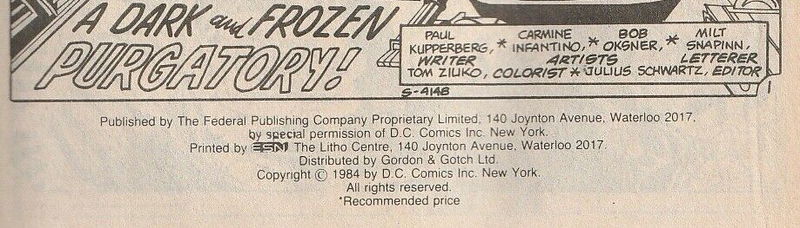 A DARK and FROZEN
PURGATORY!
PAUL KUPPERBERG, * CARMINE INFANTINO, * BOB OKSNER, * MILT SNAPINN,
WRITER ARTISTS LETTERER
TOM ZIUKO, COLORIST * JULIUS SCHWARTZ, EDITOR
S-4148
Published by The Federal Publishing Company Proprietary Limited, 140 Joynton Avenue, Waterloo 2017.
by special permission of D.C. Comics Inc. New York.
Printed by ESN The Litho Centre, 140 Joynton Avenue, Waterloo 2017.
Distributed by Gordon & Gotch Ltd.
Copyright © 1984 by D.C. Comics Inc. New York.
All rights reserved.
*Recommended price